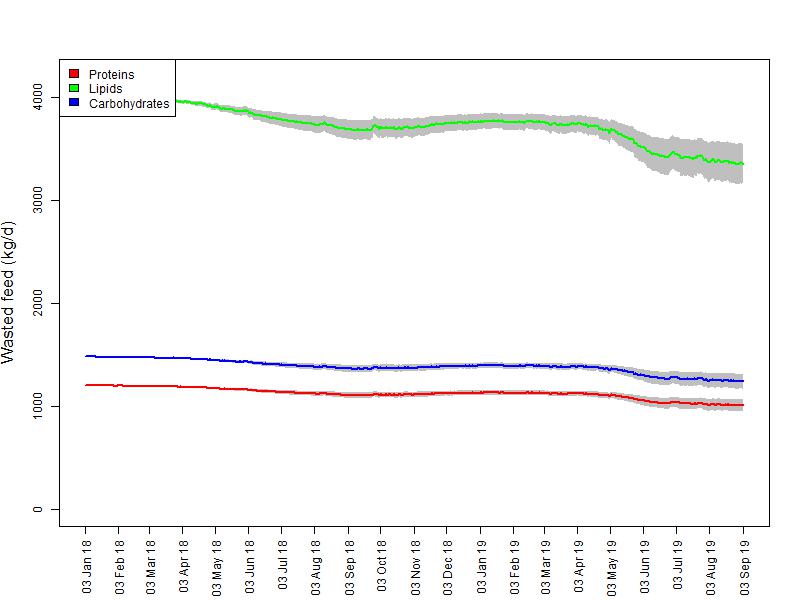 Proteins
Lipids
Carbohydrates
Wasted feed (kg/d)
4000
3000
2000
1000
0
03 Jan 18
03 Feb 18
03 Mar 18
03 Apr 18
03 May 18
03 Jun 18
03 Jul 18
03 Aug 18
03 Sep 18
03 Oct 18
03 Nov 18
03 Dec 18
03 Jan 19
03 Feb 19
03 Mar 19
03 Apr 19
03 May 19
03 Jun 19
03 Jul 19
03 Aug 19
03 Sep 19